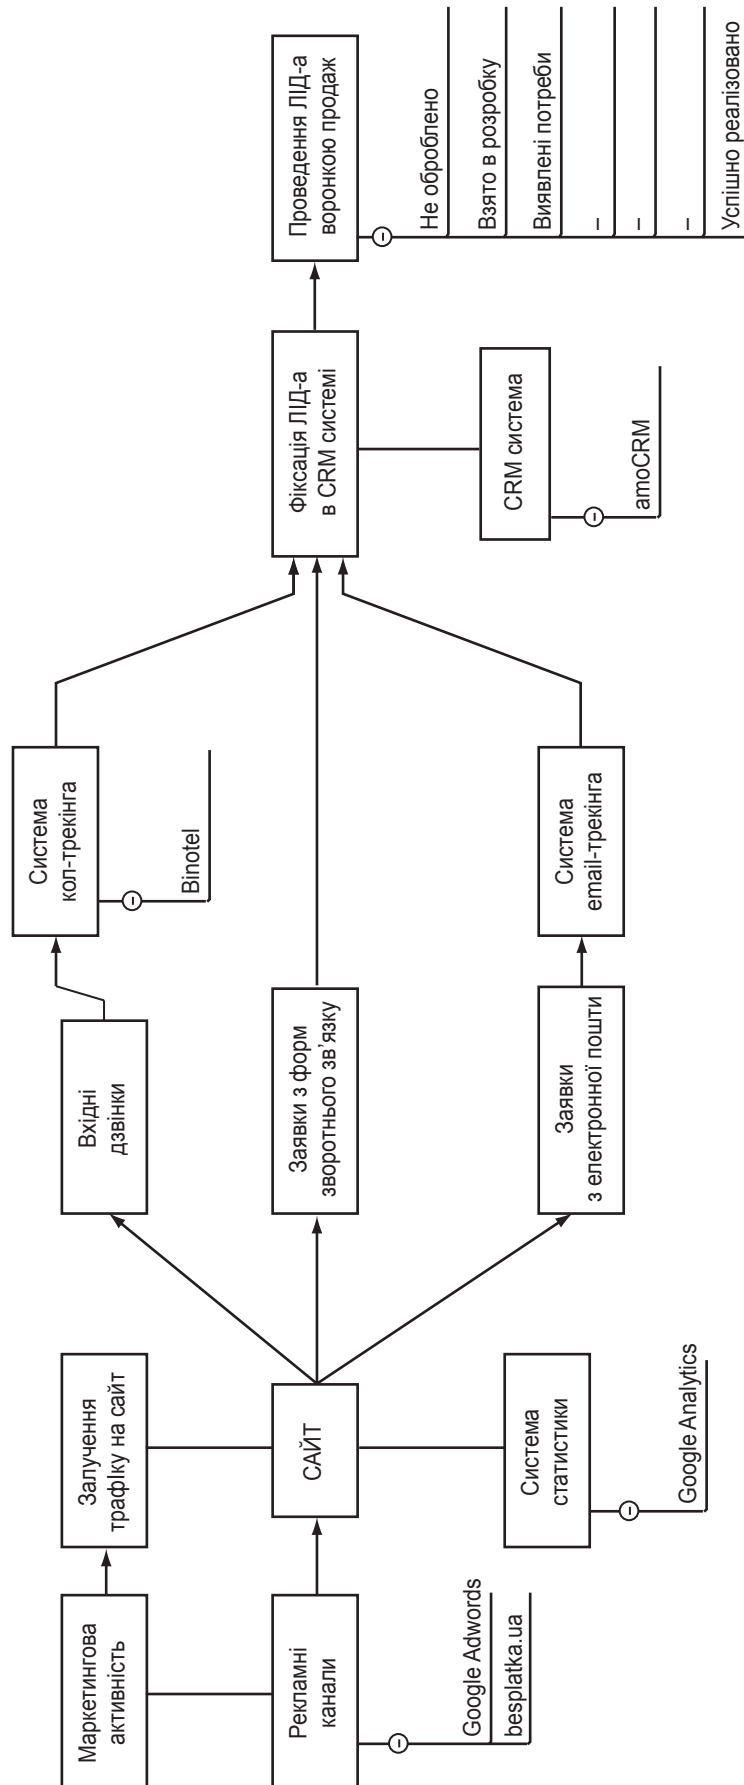 Маркетингова
активність
Залучення
трафІку на сайт
Рекламні
канали
Google Adwords
besplatka.ua
САЙТ
Система
статистики
Google Analytics
Вхідні
дзвінки
Заявки з форм
зворотнього зв’язку
Заявки
з електронної пошти
Система
кол-трекінга
Binotel
Система
email-трекінга
Фіксація ЛІД-а
в CRM системі
CRM система
amoCRM
Проведення ЛІД-а
воронкою продаж
Не оброблено
Взято в розробку
Виявлені потреби
–
–
–
Успішно реалізовано